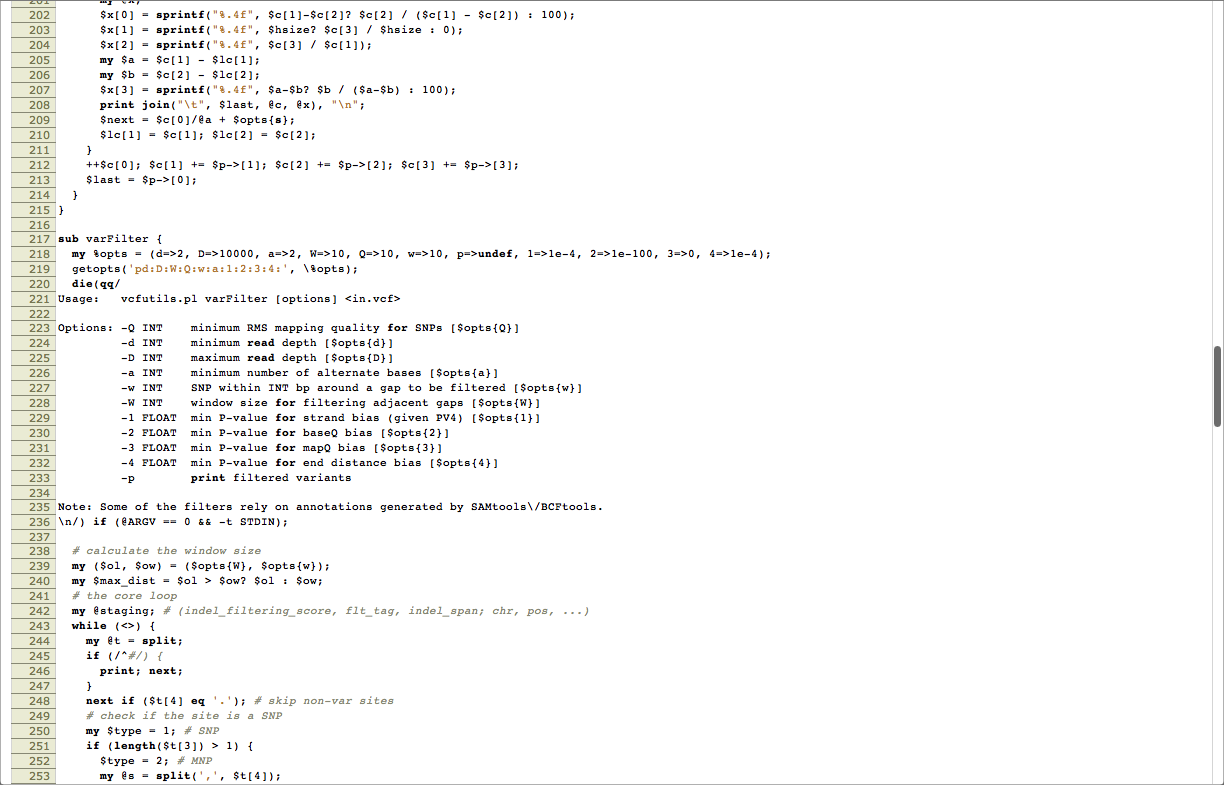 201 my @x;
202 $x[0] = sprintf("%.4f", $c[1]-$c[2]? $c[2] / ($c[1] - $c[2]) : 100);
203 $x[1] = sprintf("%.4f", $hsize? $c[3] / $hsize : 0);
204 $x[2] = sprintf("%.4f", $c[3] / $c[1]);
205 my $a = $c[1] - $lc[1];
206 my $b = $c[2] - $lc[2];
207 $x[3] = sprintf("%.4f", $a-$b? $b / ($a-$b) : 100);
208 print join("\t", $last, @c, @x), "\n";
209 $next = $c[0]/@a + $opts{s};
210 $lc[1] = $c[1]; $lc[2] = $c[2];
211 }
212 ++$c[0]; $c[1] += $p->[1]; $c[2] += $p->[2]; $c[3] += $p->[3];
213 $last = $p->[0];
214 }
215 }
216
217 sub varFilter {
218 my %opts = (d=>2, D=>10000, a=>2, W=>10, Q=>10, w=>10, p=>undef, 1=>1e-4, 2=>1e-100, 3=>0, 4=>1e-4);
219 getopts('pd:D:W:Q:w:a:1:2:3:4:', \%opts);
220 die(qq/
221 Usage: vcfutils.pl varFilter [options] <in.vcf>
222
223 Options: -Q INT minimum RMS mapping quality for SNPs [$opts{Q}]
224 -d INT minimum read depth [$opts{d}]
225 -D INT maximum read depth [$opts{D}]
226 -a INT minimum number of alternate bases [$opts{a}]
227 -w INT SNP within INT bp around a gap to be filtered [$opts{w}]
228 -W INT window size for filtering adjacent gaps [$opts{W}]
229 -1 FLOAT min P-value for strand bias (given PV4) [$opts{1}]
230 -2 FLOAT min P-value for baseQ bias [$opts{2}]
231 -3 FLOAT min P-value for mapQ bias [$opts{3}]
232 -4 FLOAT min P-value for end distance bias [$opts{4}]
233 -p print filtered variants
234
235 Note: Some of the filters rely on annotations generated by SAMtools\/BCFtools.
236 \n/) if (@ARGV == 0 && -t STDIN);
237
238 # calculate the window size
239 my ($ol, $ow) = ($opts{W}, $opts{w});
240 my $max_dist = $ol > $ow? $ol : $ow;
241 # the core loop
242 my @staging; # (indel_filtering_score, flt_tag, indel_span; chr, pos, ...)
243 while (<>) {
244 my @t = split;
245 if (/^#/) {
246 print; next;
247 }
248 next if ($t[4] eq '.'); # skip non-var sites
249 # check if the site is a SNP
250 my $type = 1; # SNP
251 if (length($t[3]) > 1) {
252 $type = 2; # MNP
253 my @s = split(',', $t[4]);